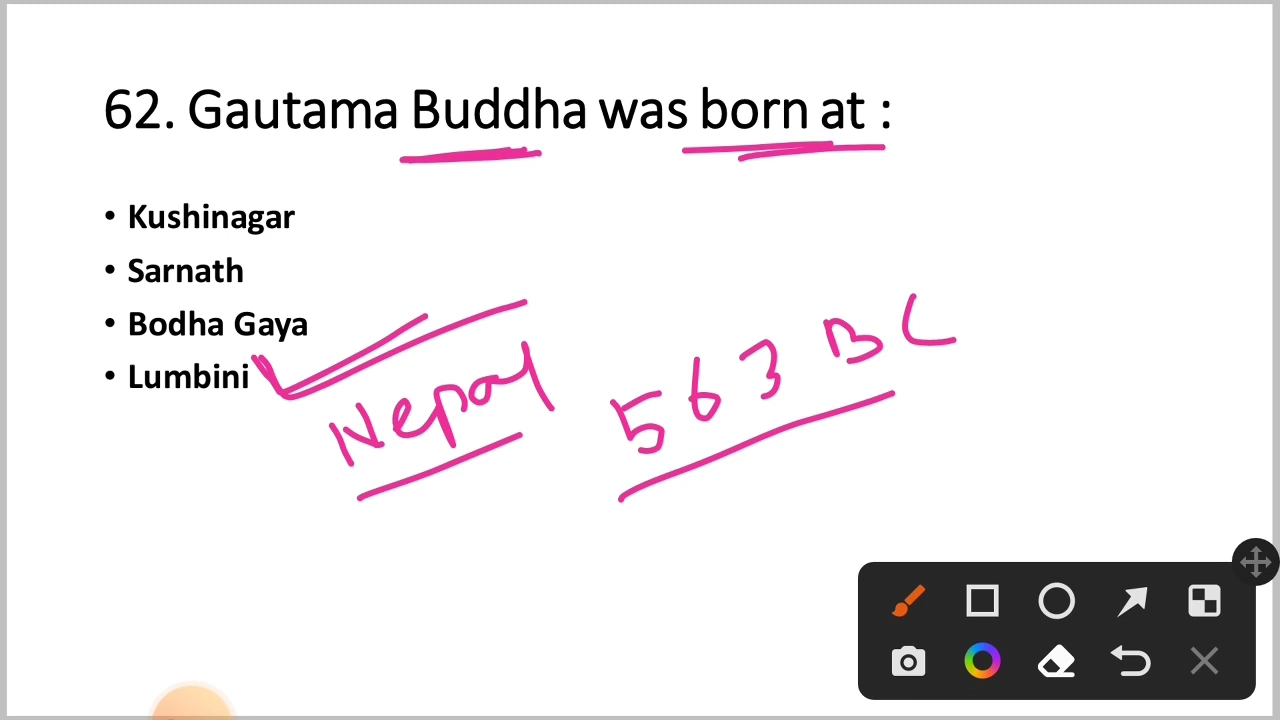 62. Gautama Buddha was born at :
• Kushinagar
• Sarnath
• Bodha Gaya
• Lumbini
Nepal 563 BC